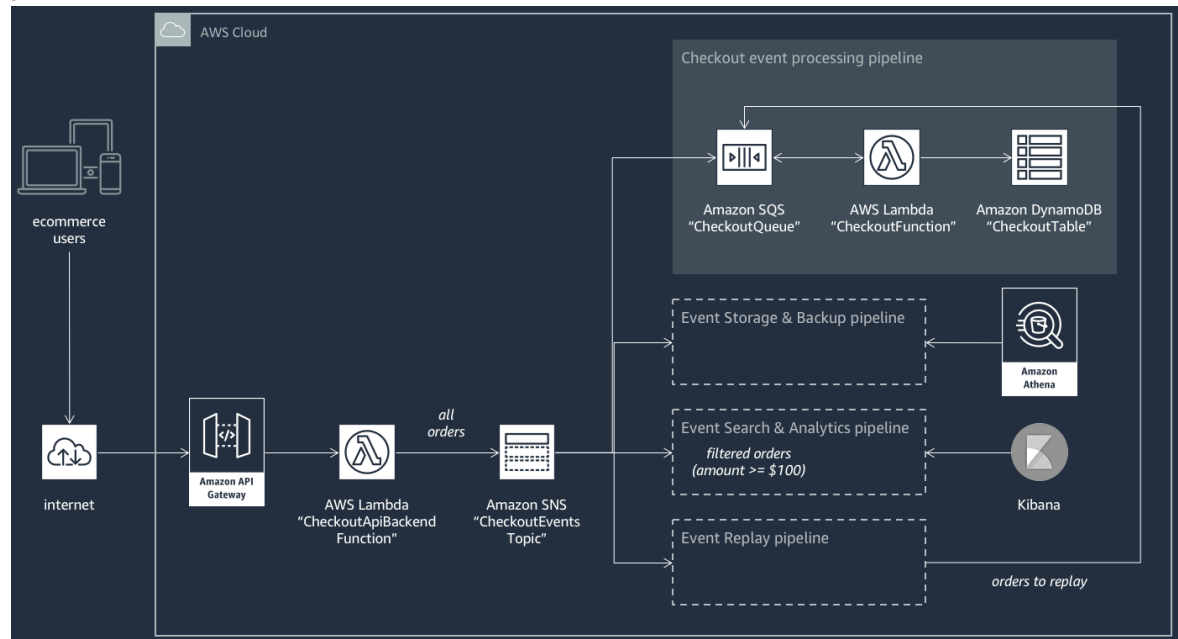 AWS Cloud
Checkout event processing pipeline
ecommerce
users
Amazon SQS
“CheckoutQueue”
AWS Lambda
“CheckoutFunction”
Amazon DynamoDB
“CheckoutTable”
Event Storage & Backup pipeline
Amazon
Athena
all
orders
Event Search & Analytics pipeline
filtered orders
(amount >= $100)
Amazon API
Gateway
internet
AWS Lambda
“CheckoutApiBackend
Function”
Amazon SNS
“CheckoutEvents
Topic”
Kibana
Event Replay pipeline
orders to replay